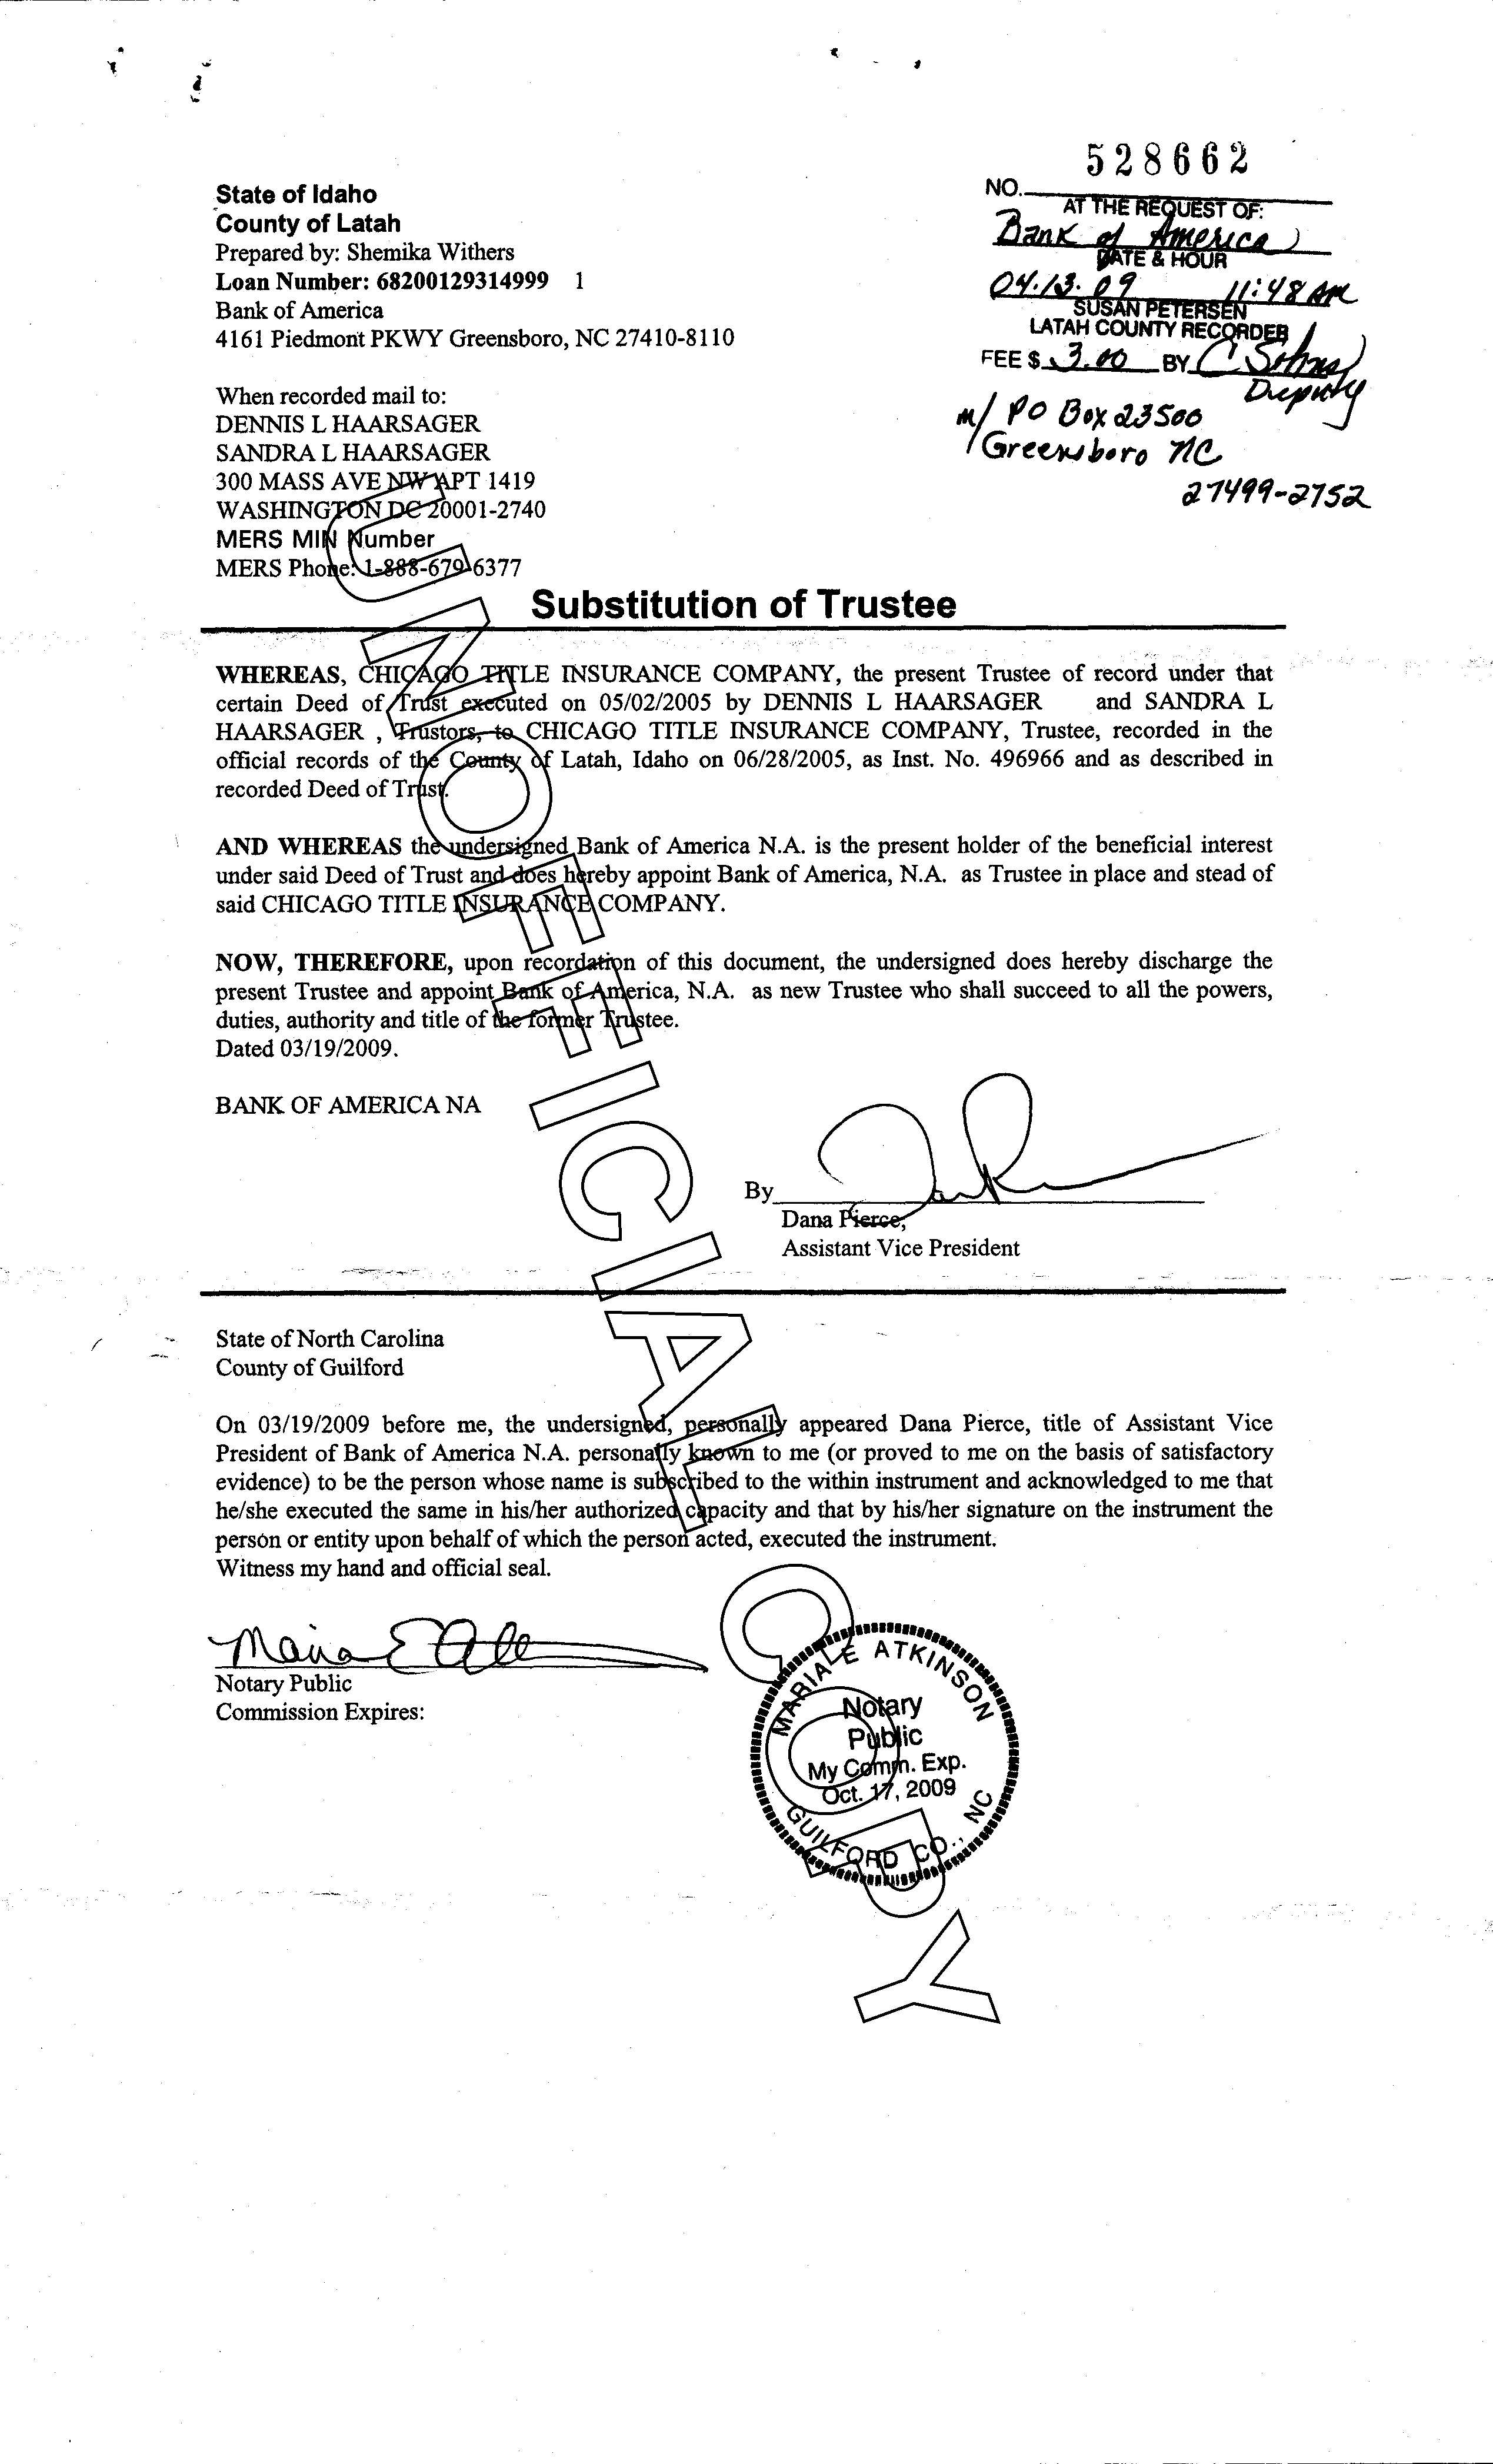 528662
NO.
AT THE REQUEST OF:
Bank of America
DATE & HOUR
04.13.09 11:48 AM
SUSAN PETERSEN
LATAH COUNTY RECORDER
FEE $ 3.00 BY C
Deputy
m/ PO Box 23500
Greensboro NC
27499-2752
State of Idaho
County of Latah
Prepared by: Shemika Withers
Loan Number: 68200129314999 1
Bank of America
4161 Piedmont PKWY Greensboro, NC 27410-8110
When recorded mail to:
DENNIS L HAARSAGER
SANDRA L HAARSAGER
300 MASS AVE NW APT 1419
WASHINGTON DC 20001-2740
MERS MIN Number
MERS Phone: 1-888-679-6377
Substitution of Trustee
WHEREAS, CHICAGO TITLE INSURANCE COMPANY, the present Trustee of record under that
certain Deed of Trust executed on 05/02/2005 by DENNIS L HAARSAGER and SANDRA L
HAARSAGER , Trustors, to CHICAGO TITLE INSURANCE COMPANY, Trustee, recorded in the
official records of the County of Latah, Idaho on 06/28/2005, as Inst. No. 496966 and as described in
recorded Deed of Trust.
AND WHEREAS the undersigned Bank of America N.A. is the present holder of the beneficial interest
under said Deed of Trust and does hereby appoint Bank of America, N.A. as Trustee in place and stead of
said CHICAGO TITLE INSURANCE COMPANY.
NOW, THEREFORE, upon recordation of this document, the undersigned does hereby discharge the
present Trustee and appoint Bank of America, N.A. as new Trustee who shall succeed to all the powers,
duties, authority and title of the former Trustee.
Dated 03/19/2009.
BANK OF AMERICA NA
By
Dana Pierce,
Assistant Vice President
State of North Carolina
County of Guilford
On 03/19/2009 before me, the undersigned, personally appeared Dana Pierce, title of Assistant Vice
President of Bank of America N.A. personally known to me (or proved to me on the basis of satisfactory
evidence) to be the person whose name is subscribed to the within instrument and acknowledged to me that
he/she executed the same in his/her authorized capacity and that by his/her signature on the instrument the
person or entity upon behalf of which the person acted, executed the instrument.
Witness my hand and official seal.
Notary Public
Commission Expires:
MARIA E ATKINSON
Notary
Public
My Comm. Exp.
Oct. 17, 2009
GUILFORD CO., NC
UNOFFICIAL COPY